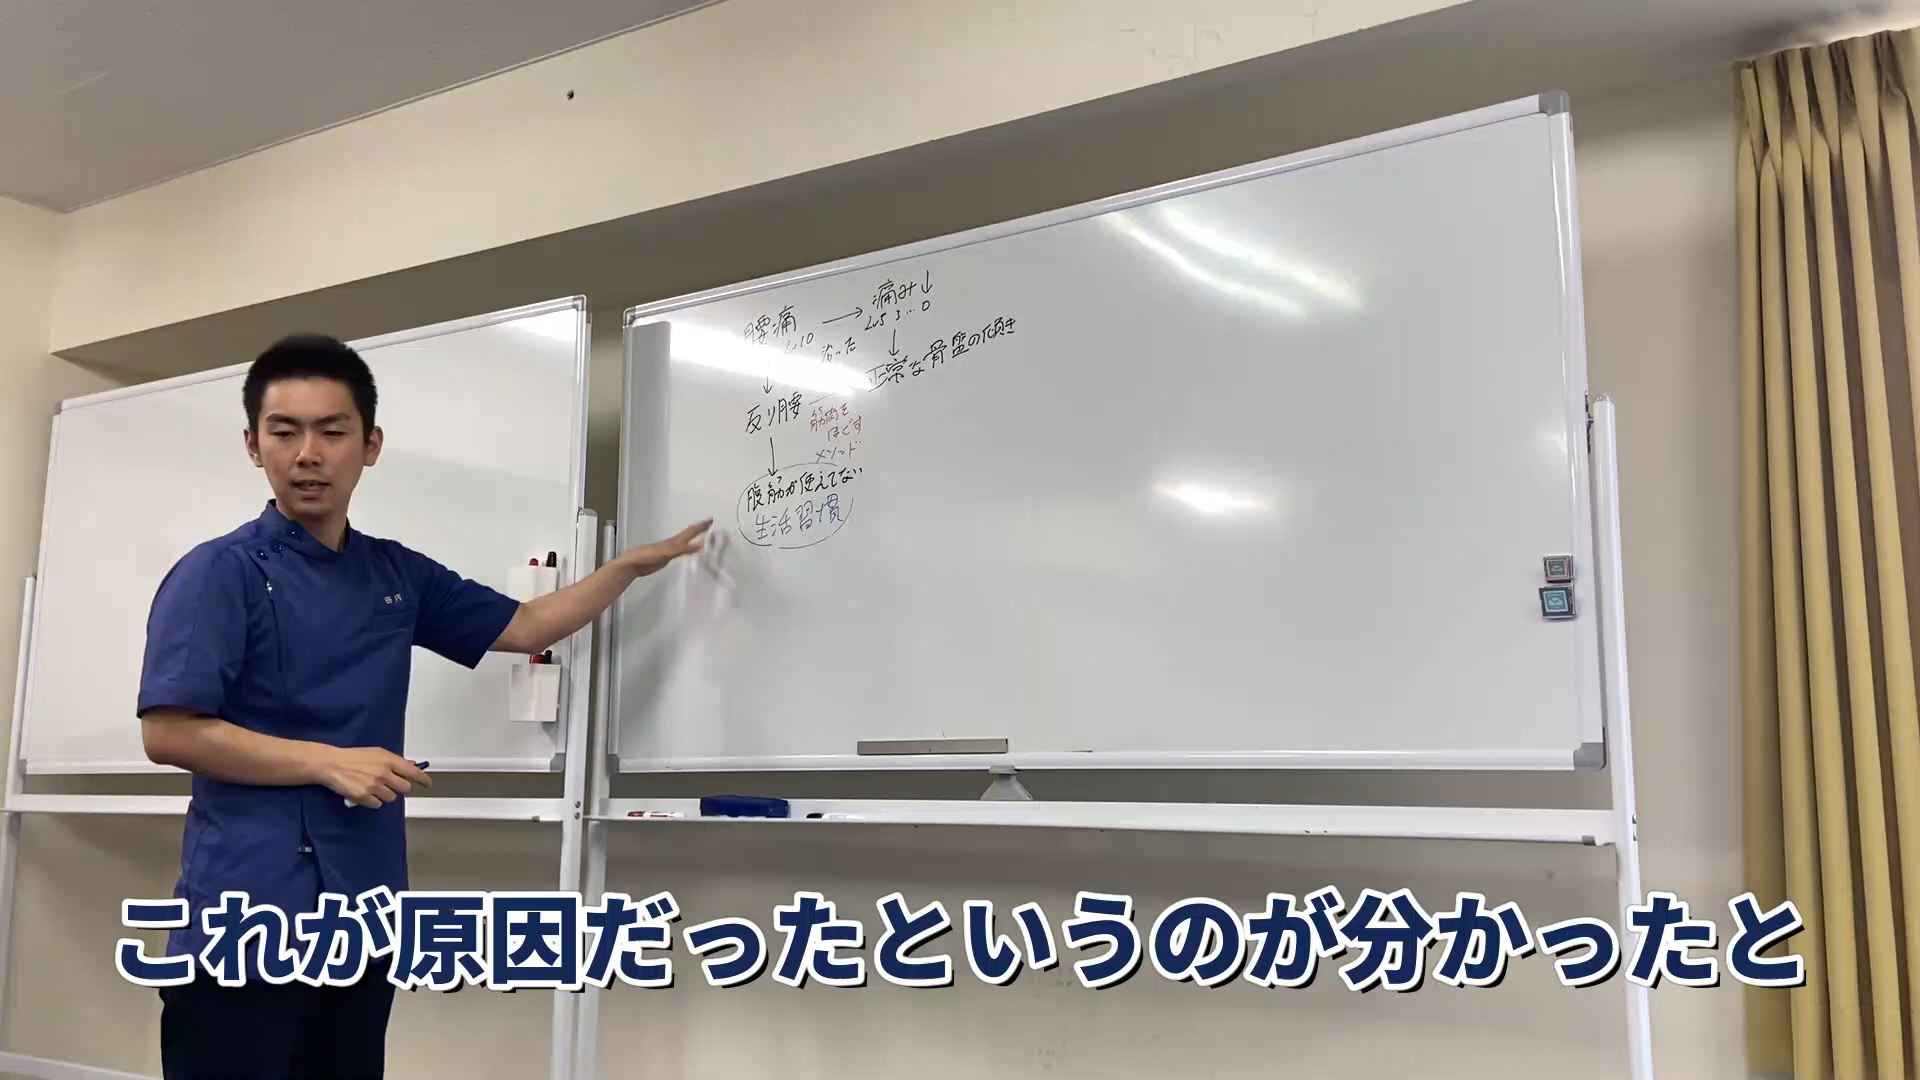 腰痛
Lv10
治った
痛み↓
Lv5 3…0
正常な骨盤の傾き
反り腰
筋肉を
ほぐす
メソッド
腹筋が使えてない
生活習慣
これが原因だったというのが分かったと